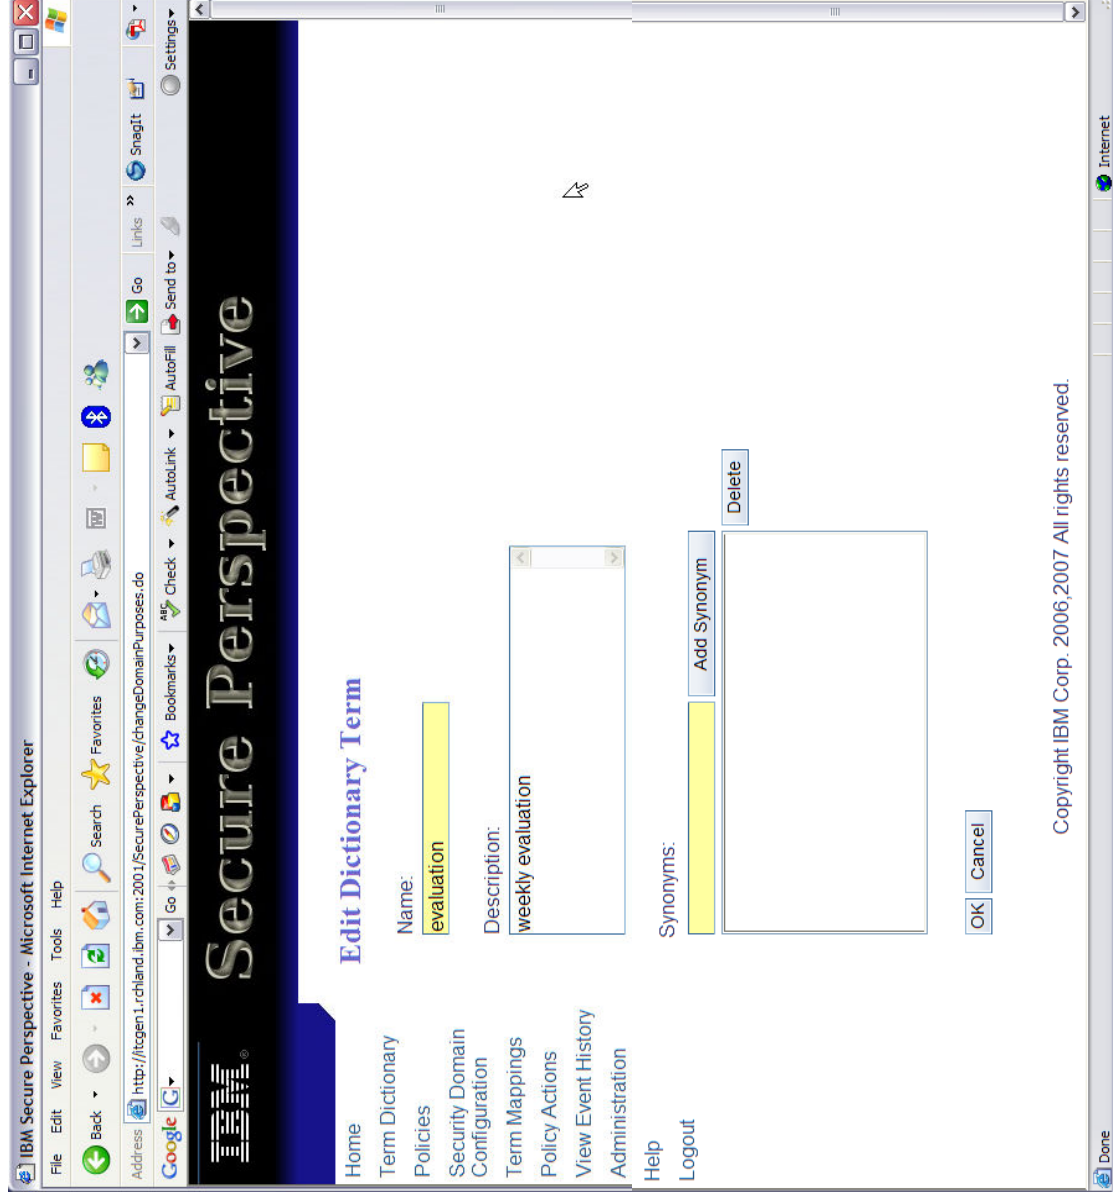 IBM Secure Perspective - Microsoft Internet Explorer
File Edit View Favorites Tools Help
Back Search Favorites
Address http://itcgen1.rchland.ibm.com:2001/SecurePerspective/changeDomainPurposes.do Go Links » SnagIt
Google G Go Bookmarks ABC Check AutoLink AutoFill Send to Settings
IBM® Secure Perspective
Home
Term Dictionary
Policies
Security Domain
Configuration
Term Mappings
Policy Actions
View Event History
Administration
Help
Logout
Edit Dictionary Term
Name:
evaluation
Description:
weekly evaluation
Synonyms:
Add Synonym
Delete
OK Cancel
Copyright IBM Corp. 2006,2007 All rights reserved.
Done Internet